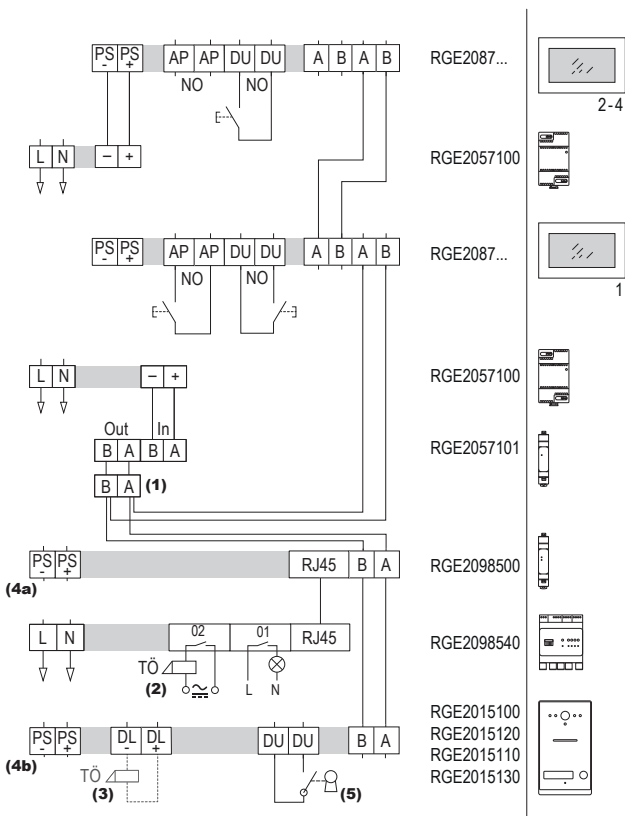 PS - PS + AP AP DU DU A B A B RGE2087...
NO NO
2-4
L N – + RGE2057100
PS - PS + AP AP DU DU A B A B RGE2087...
NO NO
1
L N – + RGE2057100
Out In
B A B A RGE2057101
B A (1)
PS - PS + RJ45 B A RGE2098500
(4a)
L N 02 01 RJ45 RGE2098540
TÖ
(2) L N
RGE2015100
PS - PS + DL - DL + DU DU B A RGE2015120
(4b) RGE2015110
TÖ RGE2015130
(3) (5)